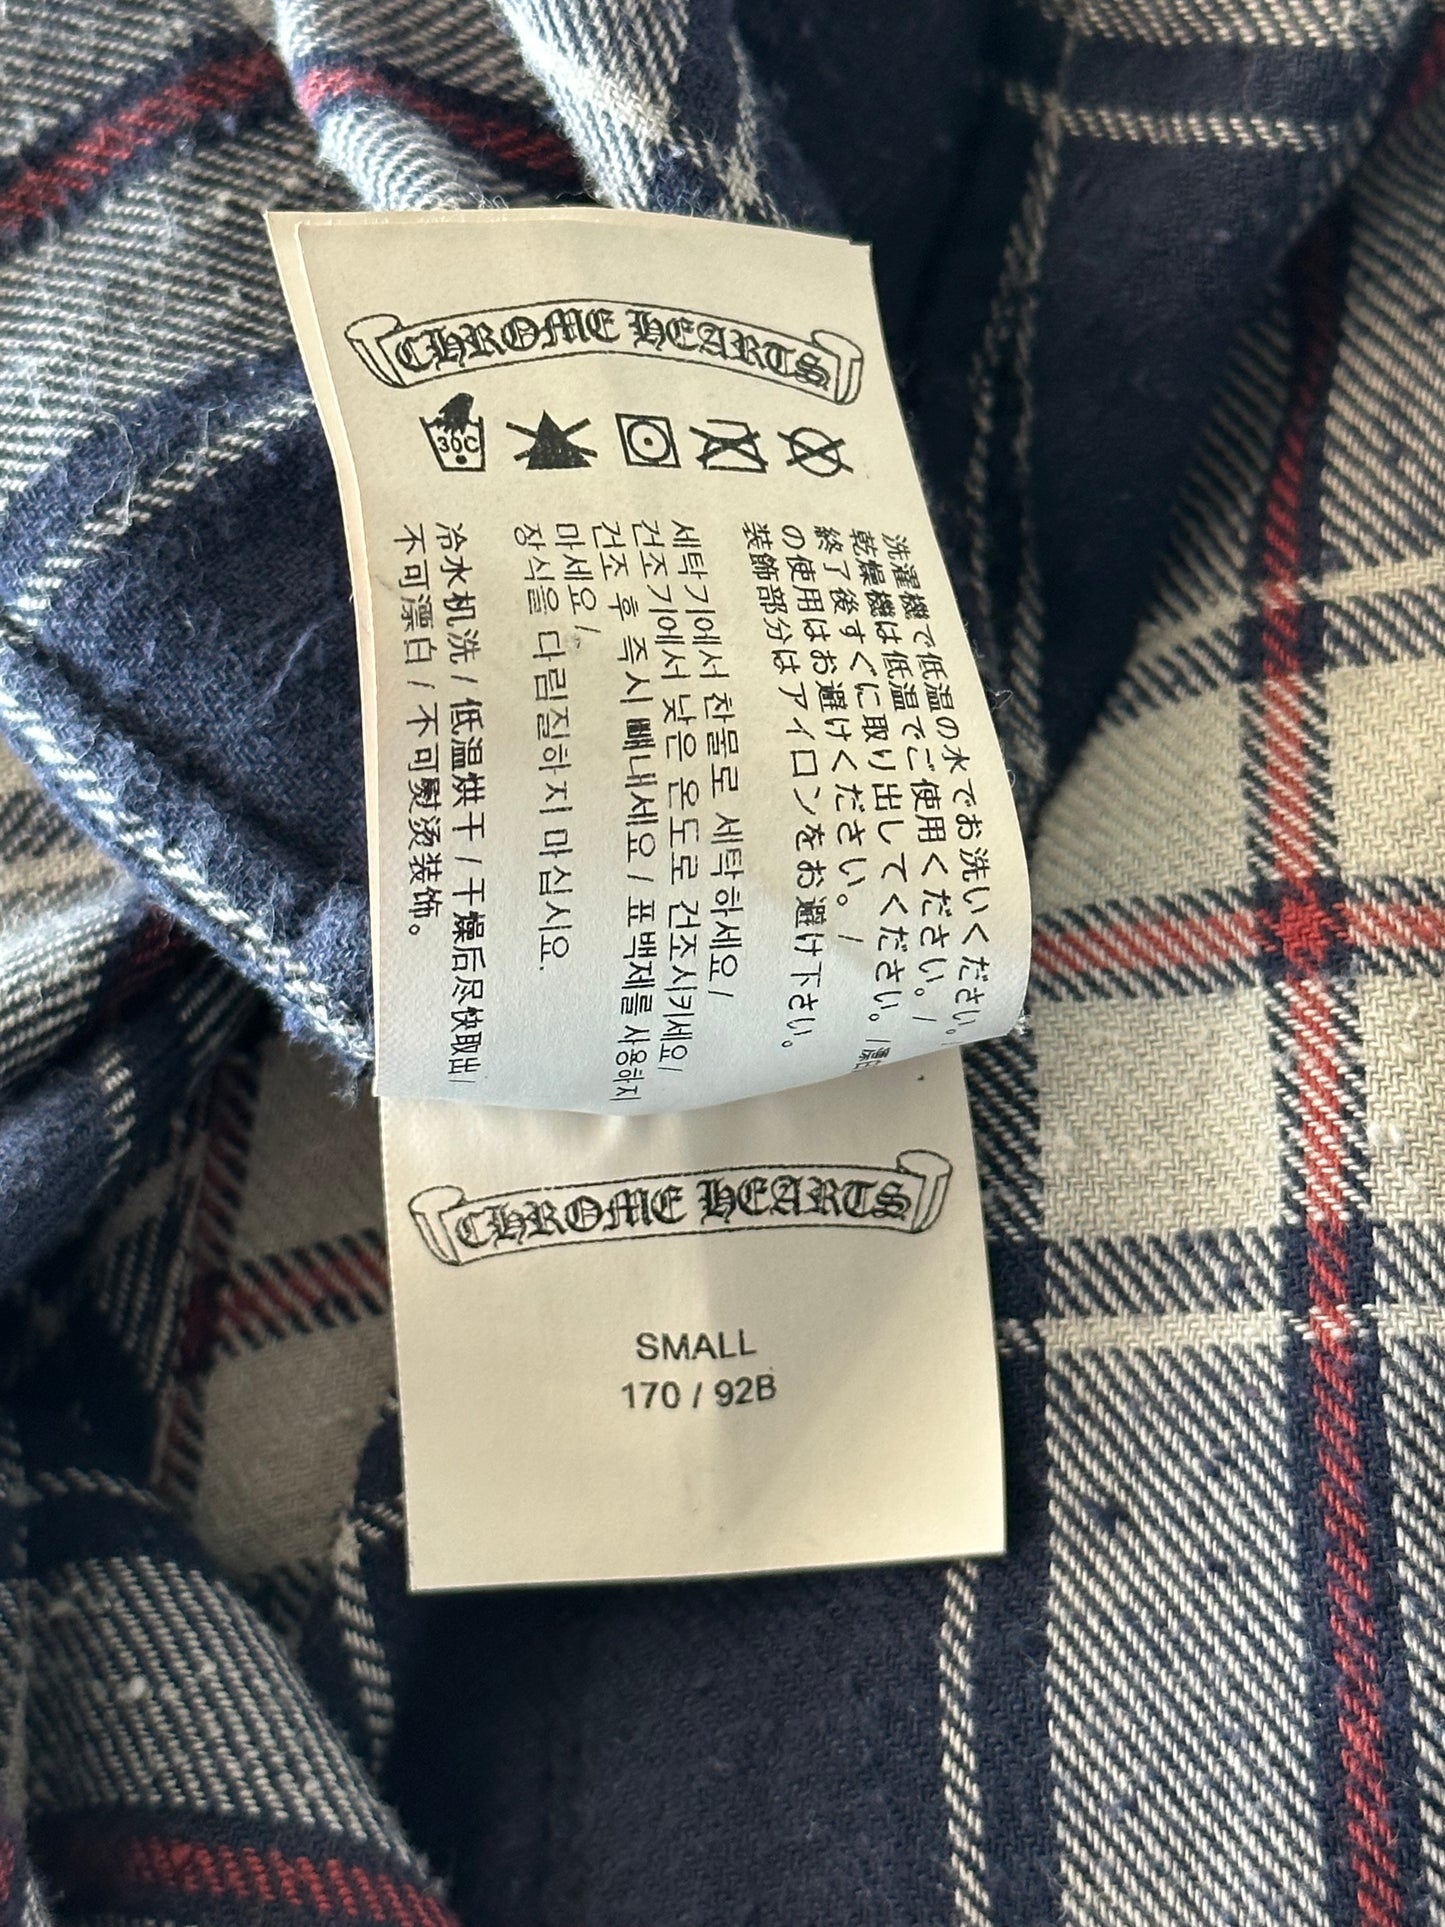 CHROME HEARTS
30C
洗濯機で低温の水でお洗いください。/
乾燥機は低温でご使用ください。/
終了後すぐに取り出してください。/漂白
の使用はお避けください。/
装飾部分はアイロンをお避け下さい。
세탁기에서 찬물로 세탁하세요 /
건조기에서 낮은 온도로 건조시키세요 /
건조 후 즉시 빼내세요 / 표백제를 사용하지
마세요 /
장식을 다림질하지 마십시요.
冷水机洗 / 低温烘干 / 干燥后尽快取出 /
不可漂白 / 不可熨烫装饰。
CHROME HEARTS
SMALL
170 / 92B